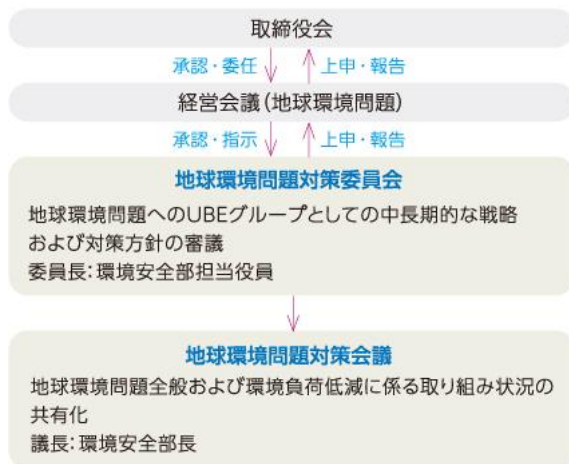 取締役会
承認・委任 上申・報告
経営会議（地球環境問題）
承認・指示 上申・報告
地球環境問題対策委員会
地球環境問題へのUBEグループとしての中長期的な戦略
および対策方針の審議
委員長：環境安全部担当役員
地球環境問題対策会議
地球環境問題全般および環境負荷低減に係る取り組み状況の
共有化
議長：環境安全部長